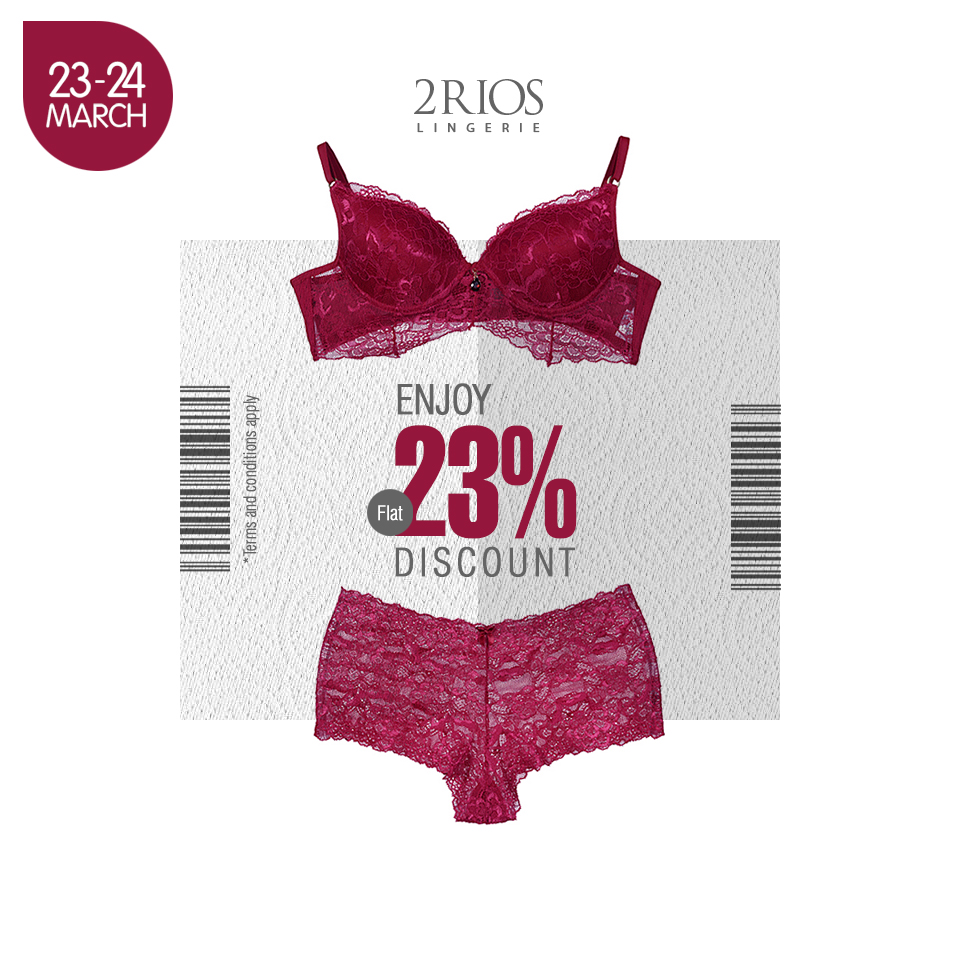 23-24
MARCH
2RIOS
LINGERIE
ENJOY
23%
Flat
DISCOUNT
*Terms and conditions apply